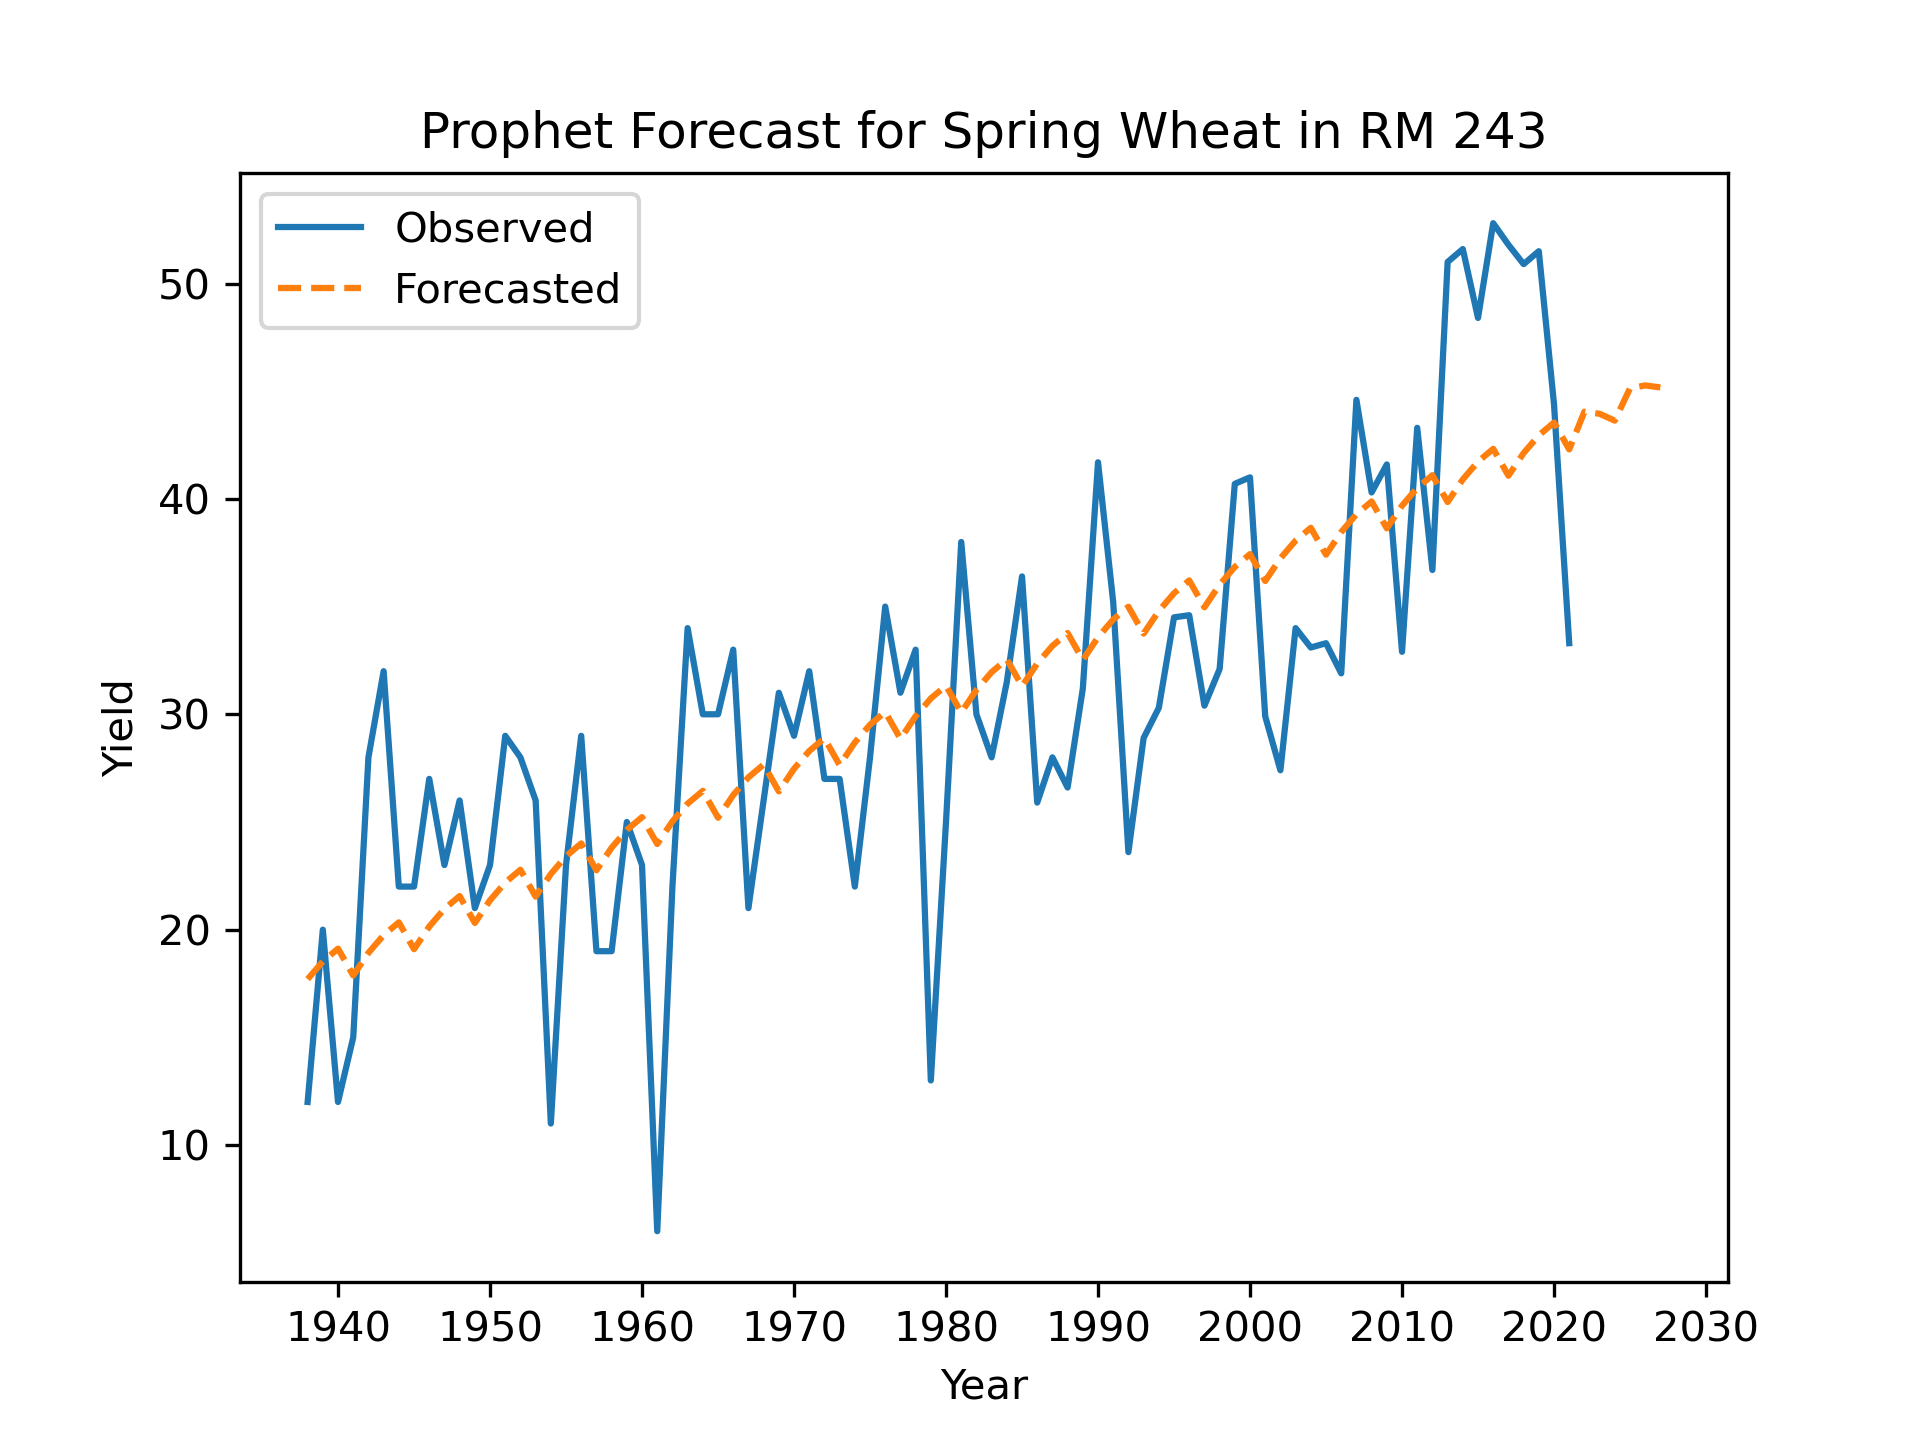 Prophet Forecast for Spring Wheat in RM 243
Observed
Forecasted
50
40
30
20
10
Yield
1940 1950 1960 1970 1980 1990 2000 2010 2020 2030
Year